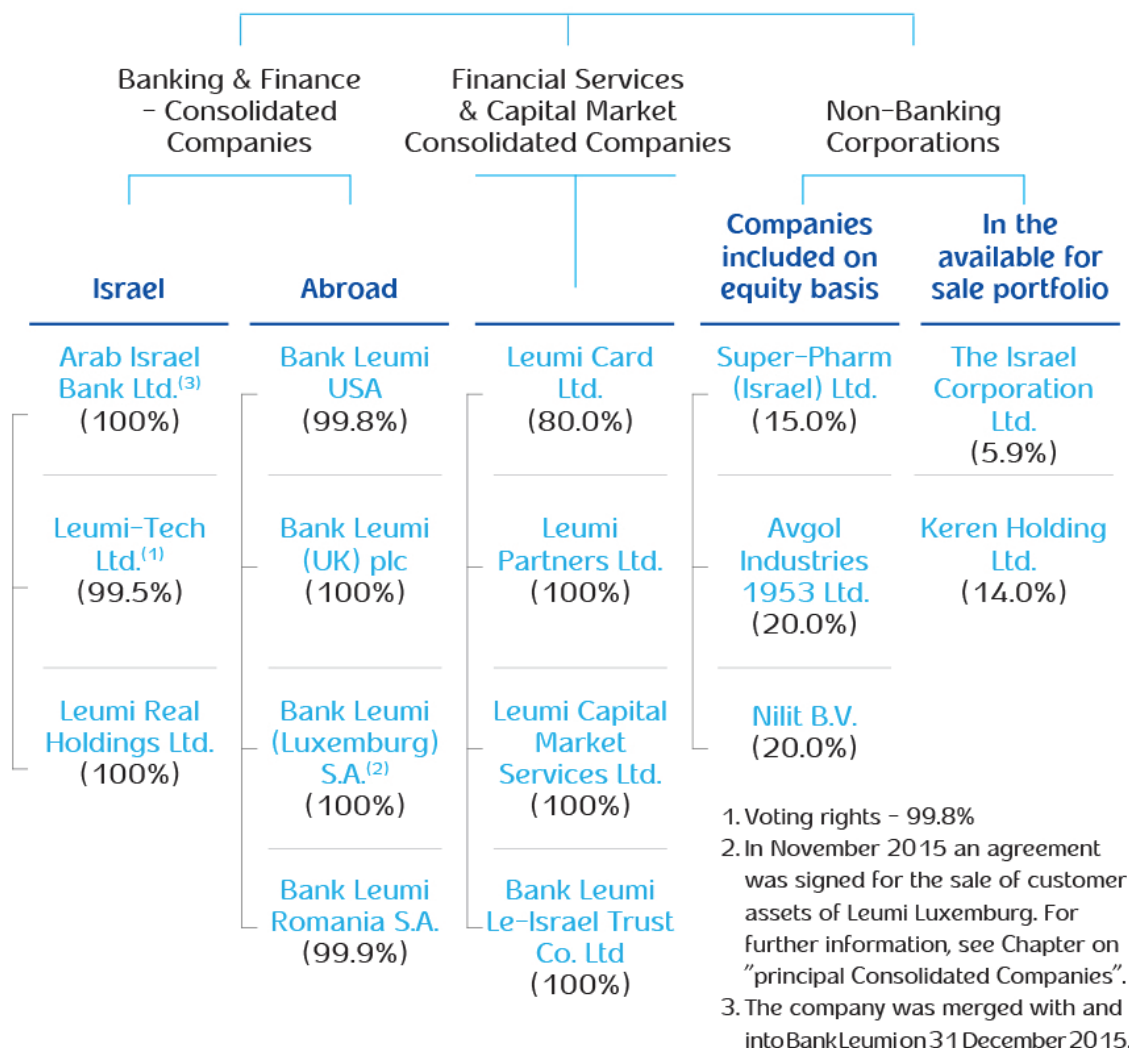 Banking & Finance
- Consolidated
Companies
Financial Services
& Capital Market
Consolidated Companies
Non-Banking
Corporations
Israel
Arab Israel
Bank Ltd.(3)
(100%)
Leumi-Tech
Ltd.(1)
(99.5%)
Leumi Real
Holdings Ltd.
(100%)
Abroad
Bank Leumi
USA
(99.8%)
Bank Leumi
(UK) plc
(100%)
Bank Leumi
(Luxemburg)
S.A.(2)
(100%)
Bank Leumi
Romania S.A.
(99.9%)
Leumi Card
Ltd.
(80.0%)
Leumi
Partners Ltd.
(100%)
Leumi Capital
Market
Services Ltd.
(100%)
Bank Leumi
Le-Israel Trust
Co. Ltd
(100%)
Companies
included on
equity basis
Super-Pharm
(Israel) Ltd.
(15.0%)
Avgol
Industries
1953 Ltd.
(20.0%)
Nilit B.V.
(20.0%)
In the
available for
sale portfolio
The Israel
Corporation
Ltd.
(5.9%)
Keren Holding
Ltd.
(14.0%)
1. Voting rights - 99.8%
2. In November 2015 an agreement
was signed for the sale of customer
assets of Leumi Luxemburg. For
further information, see Chapter on
"principal Consolidated Companies".
3. The company was merged with and
into Bank Leumi on 31 December 2015.